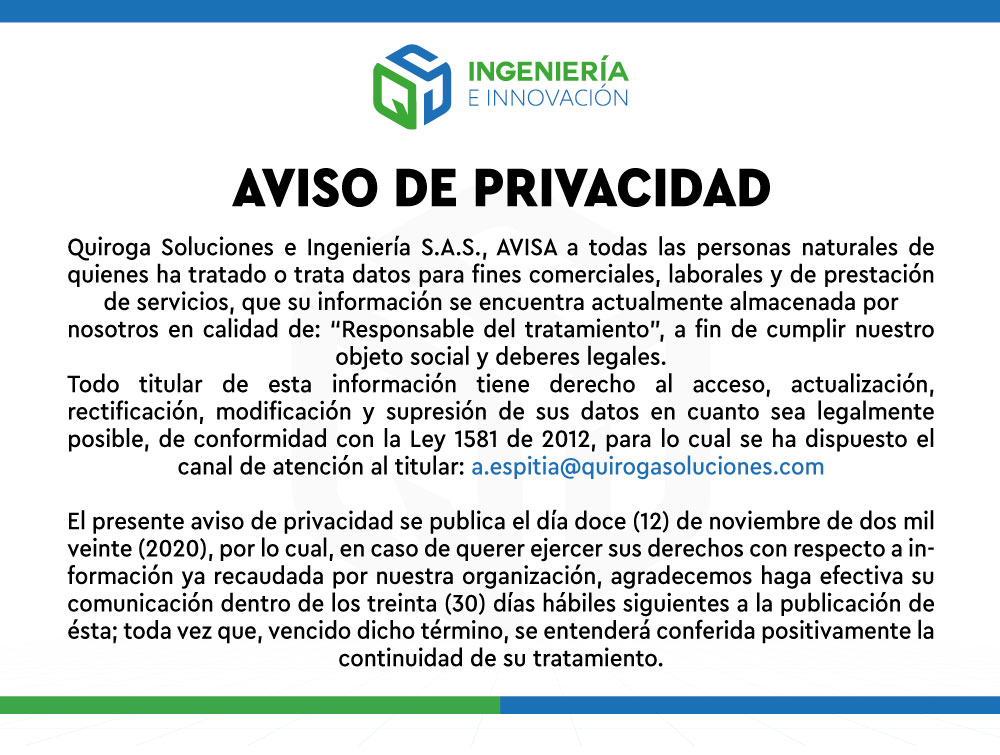 INGENIERÍA
E INNOVACIÓN
AVISO DE PRIVACIDAD
Quiroga Soluciones e Ingeniería S.A.S., AVISA a todas las personas naturales de
quienes ha tratado o trata datos para fines comerciales, laborales y de prestación
de servicios, que su información se encuentra actualmente almacenada por
nosotros en calidad de: “Responsable del tratamiento”, a fin de cumplir nuestro
objeto social y deberes legales.
Todo titular de esta información tiene derecho al acceso, actualización,
rectificación, modificación y supresión de sus datos en cuanto sea legalmente
posible, de conformidad con la Ley 1581 de 2012, para lo cual se ha dispuesto el
canal de atención al titular: a.espitia@quirogasoluciones.com
El presente aviso de privacidad se publica el día doce (12) de noviembre de dos mil
veinte (2020), por lo cual, en caso de querer ejercer sus derechos con respecto a in-
formación ya recaudada por nuestra organización, agradecemos haga efectiva su
comunicación dentro de los treinta (30) días hábiles siguientes a la publicación de
ésta; toda vez que, vencido dicho término, se entenderá conferida positivamente la
continuidad de su tratamiento.